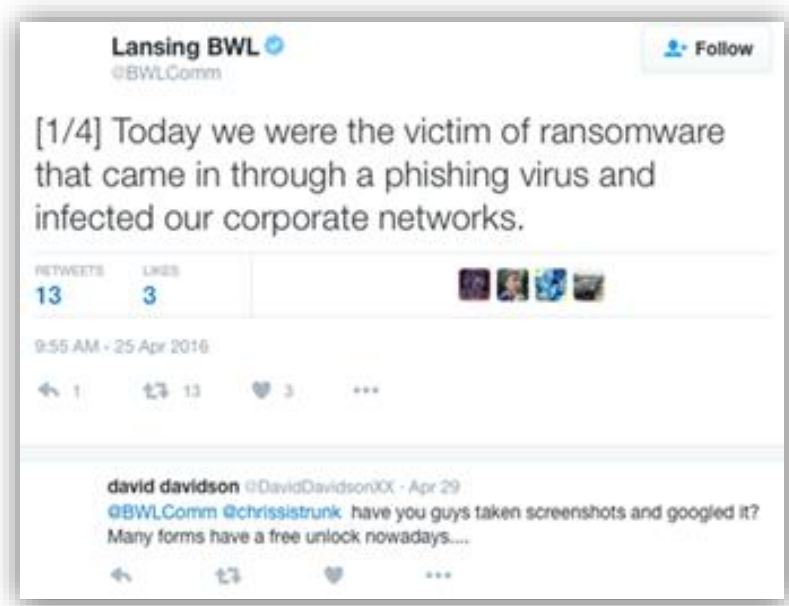 Lansing BWL
@BWLComm
Follow
[1/4] Today we were the victim of ransomware
that came in through a phishing virus and
infected our corporate networks.
RETWEETS LIKES
13 3
9:55 AM - 25 Apr 2016
1 13 3
david davidson @DavidDavidsonXX · Apr 29
@BWLComm @chrissistrunk have you guys taken screenshots and googled it?
Many forms have a free unlock nowadays....